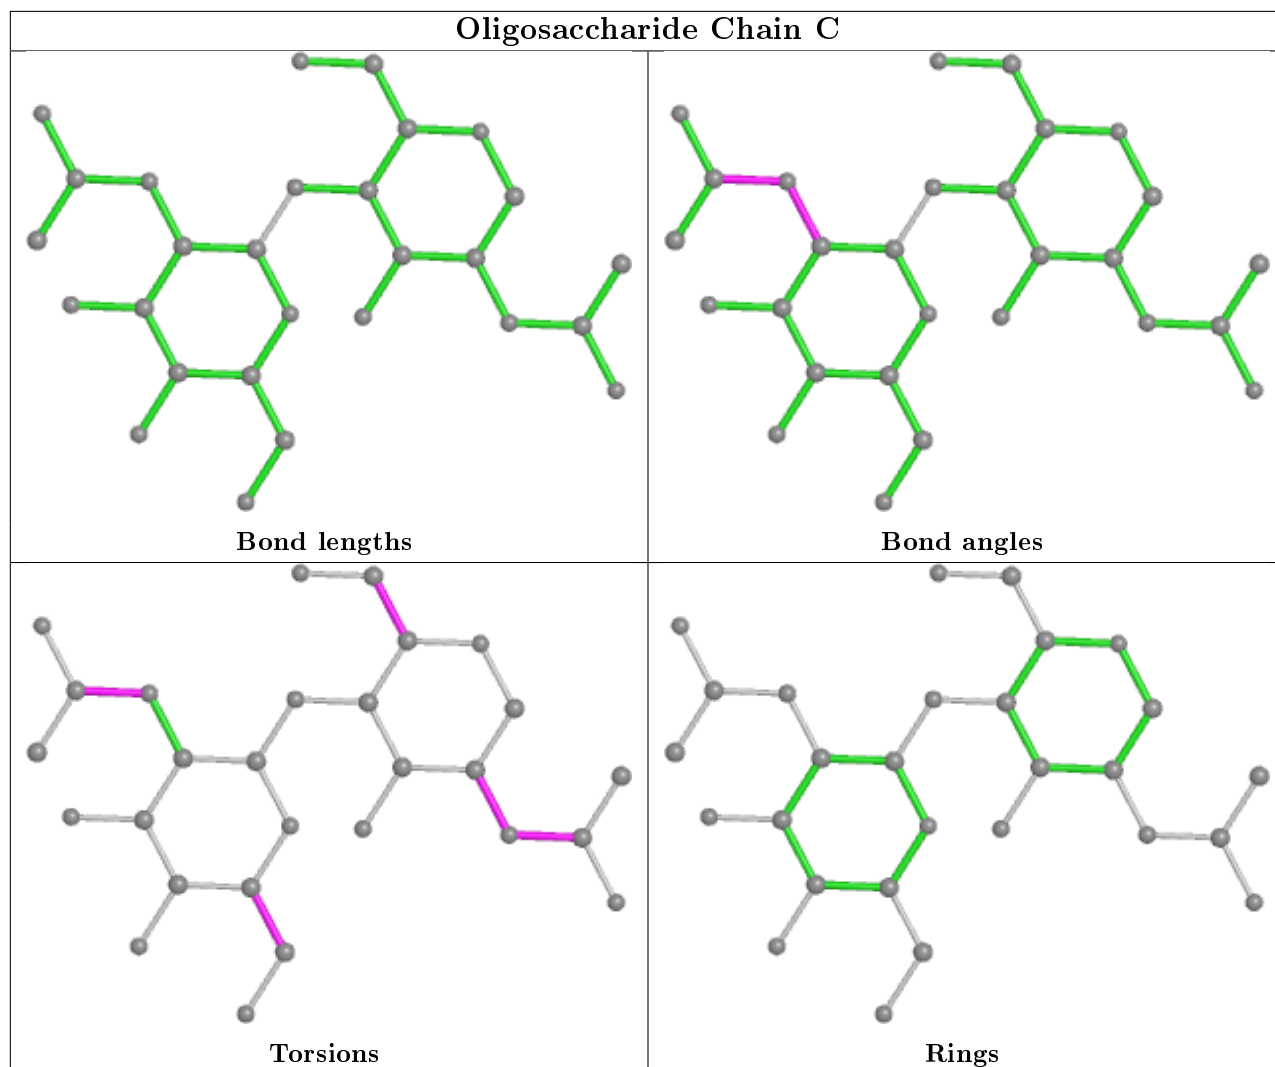 Oligosaccharide Chain C
Bond lengths
Bond angles
Torsions
Rings